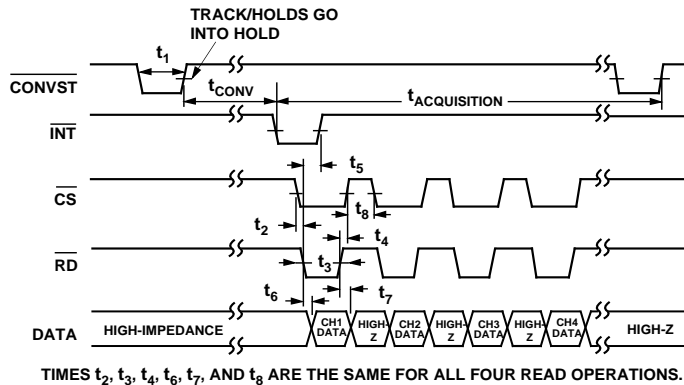 TRACK/HOLDS GO
INTO HOLD
t1
CONVST
tCONV
tACQUISITION
INT
t5
CS
t2
t8
t4
RD
t3
t6
t7
DATA
HIGH-IMPEDANCE
CH1 DATA
HIGH-Z
CH2 DATA
HIGH-Z
CH3 DATA
HIGH-Z
CH4 DATA
HIGH-Z
TIMES t2, t3, t4, t6, t7, AND t8 ARE THE SAME FOR ALL FOUR READ OPERATIONS.